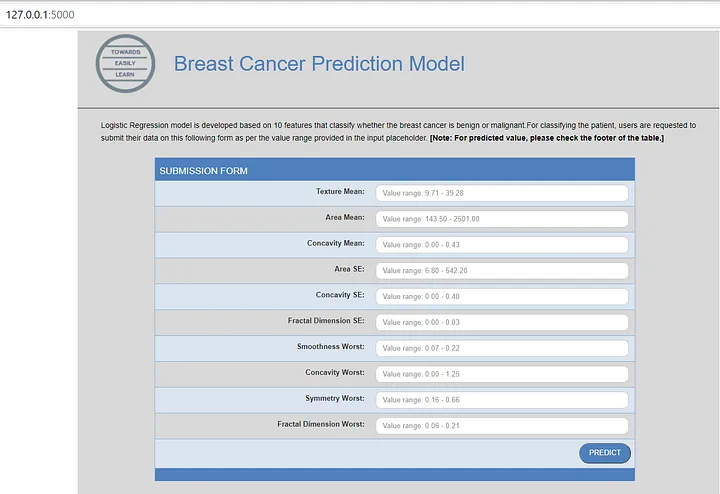 127.0.0.1:5000
TOWARDS
EASILY
LEARN
Breast Cancer Prediction Model
Logistic Regression model is developed based on 10 features that classify whether the breast cancer is benign or malignant.For classifying the patient, users are requested to
submit their data on this following form as per the value range provided in the input placeholder. [Note: For predicted value, please check the footer of the table.]
SUBMISSION FORM
Texture Mean: Value range: 9.71 - 39.28
Area Mean: Value range: 143.50 - 2501.00
Concavity Mean: Value range: 0.00 - 0.43
Area SE: Value range: 6.80 - 542.20
Concavity SE: Value range: 0.00 - 0.40
Fractal Dimension SE: Value range: 0.00 - 0.03
Smoothness Worst: Value range: 0.07 - 0.22
Concavity Worst: Value range: 0.00 - 1.25
Symmetry Worst: Value range: 0.16 - 0.66
Fractal Dimension Worst: Value range: 0.06 - 0.21
PREDICT